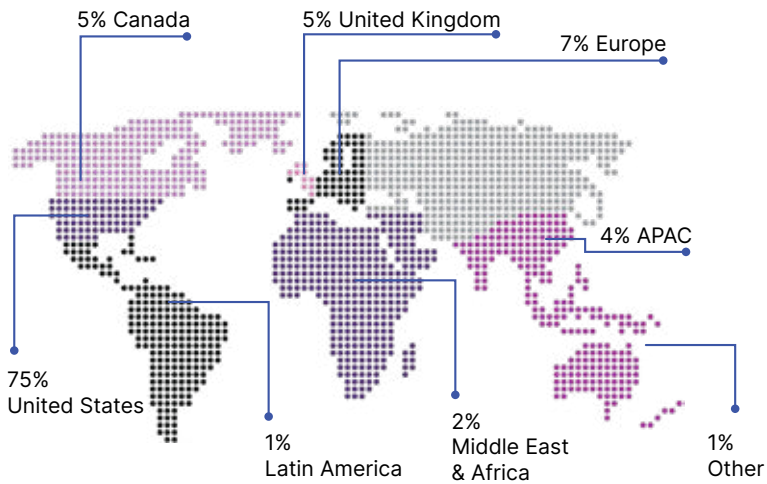 5% Canada
5% United Kingdom
7% Europe
4% APAC
75%
United States
1%
Latin America
2%
Middle East
& Africa
1%
Other